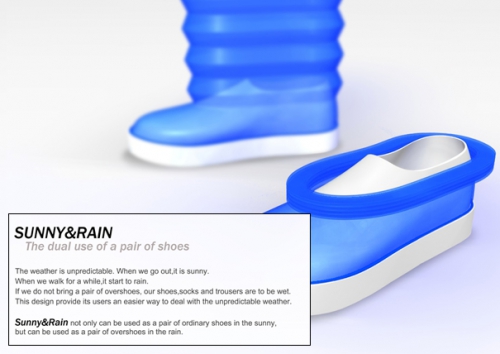 SUNNY&RAIN
The dual use of a pair of shoes
The weather is unpredictable. When we go out,it is sunny.
When we walk for a while,it start to rain.
If we do not bring a pair of overshoes, our shoes,socks and trousers are to be wet.
This design provide its users an easier way to deal with the unpredictable weather.
Sunny&Rain not only can be used as a pair of ordinary shoes in the sunny,
but can be used as a pair of overshoes in the rain.